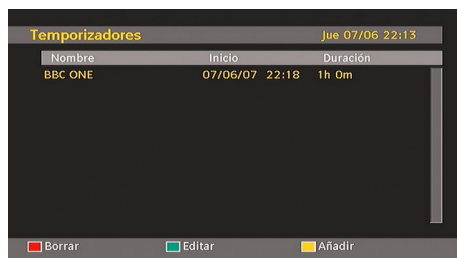 Temporizadores Jue 07/06 22:13
Nombre Inicio Duración
BBC ONE 07/06/07 22:18 1h 0m
Borrar Editar Añadir